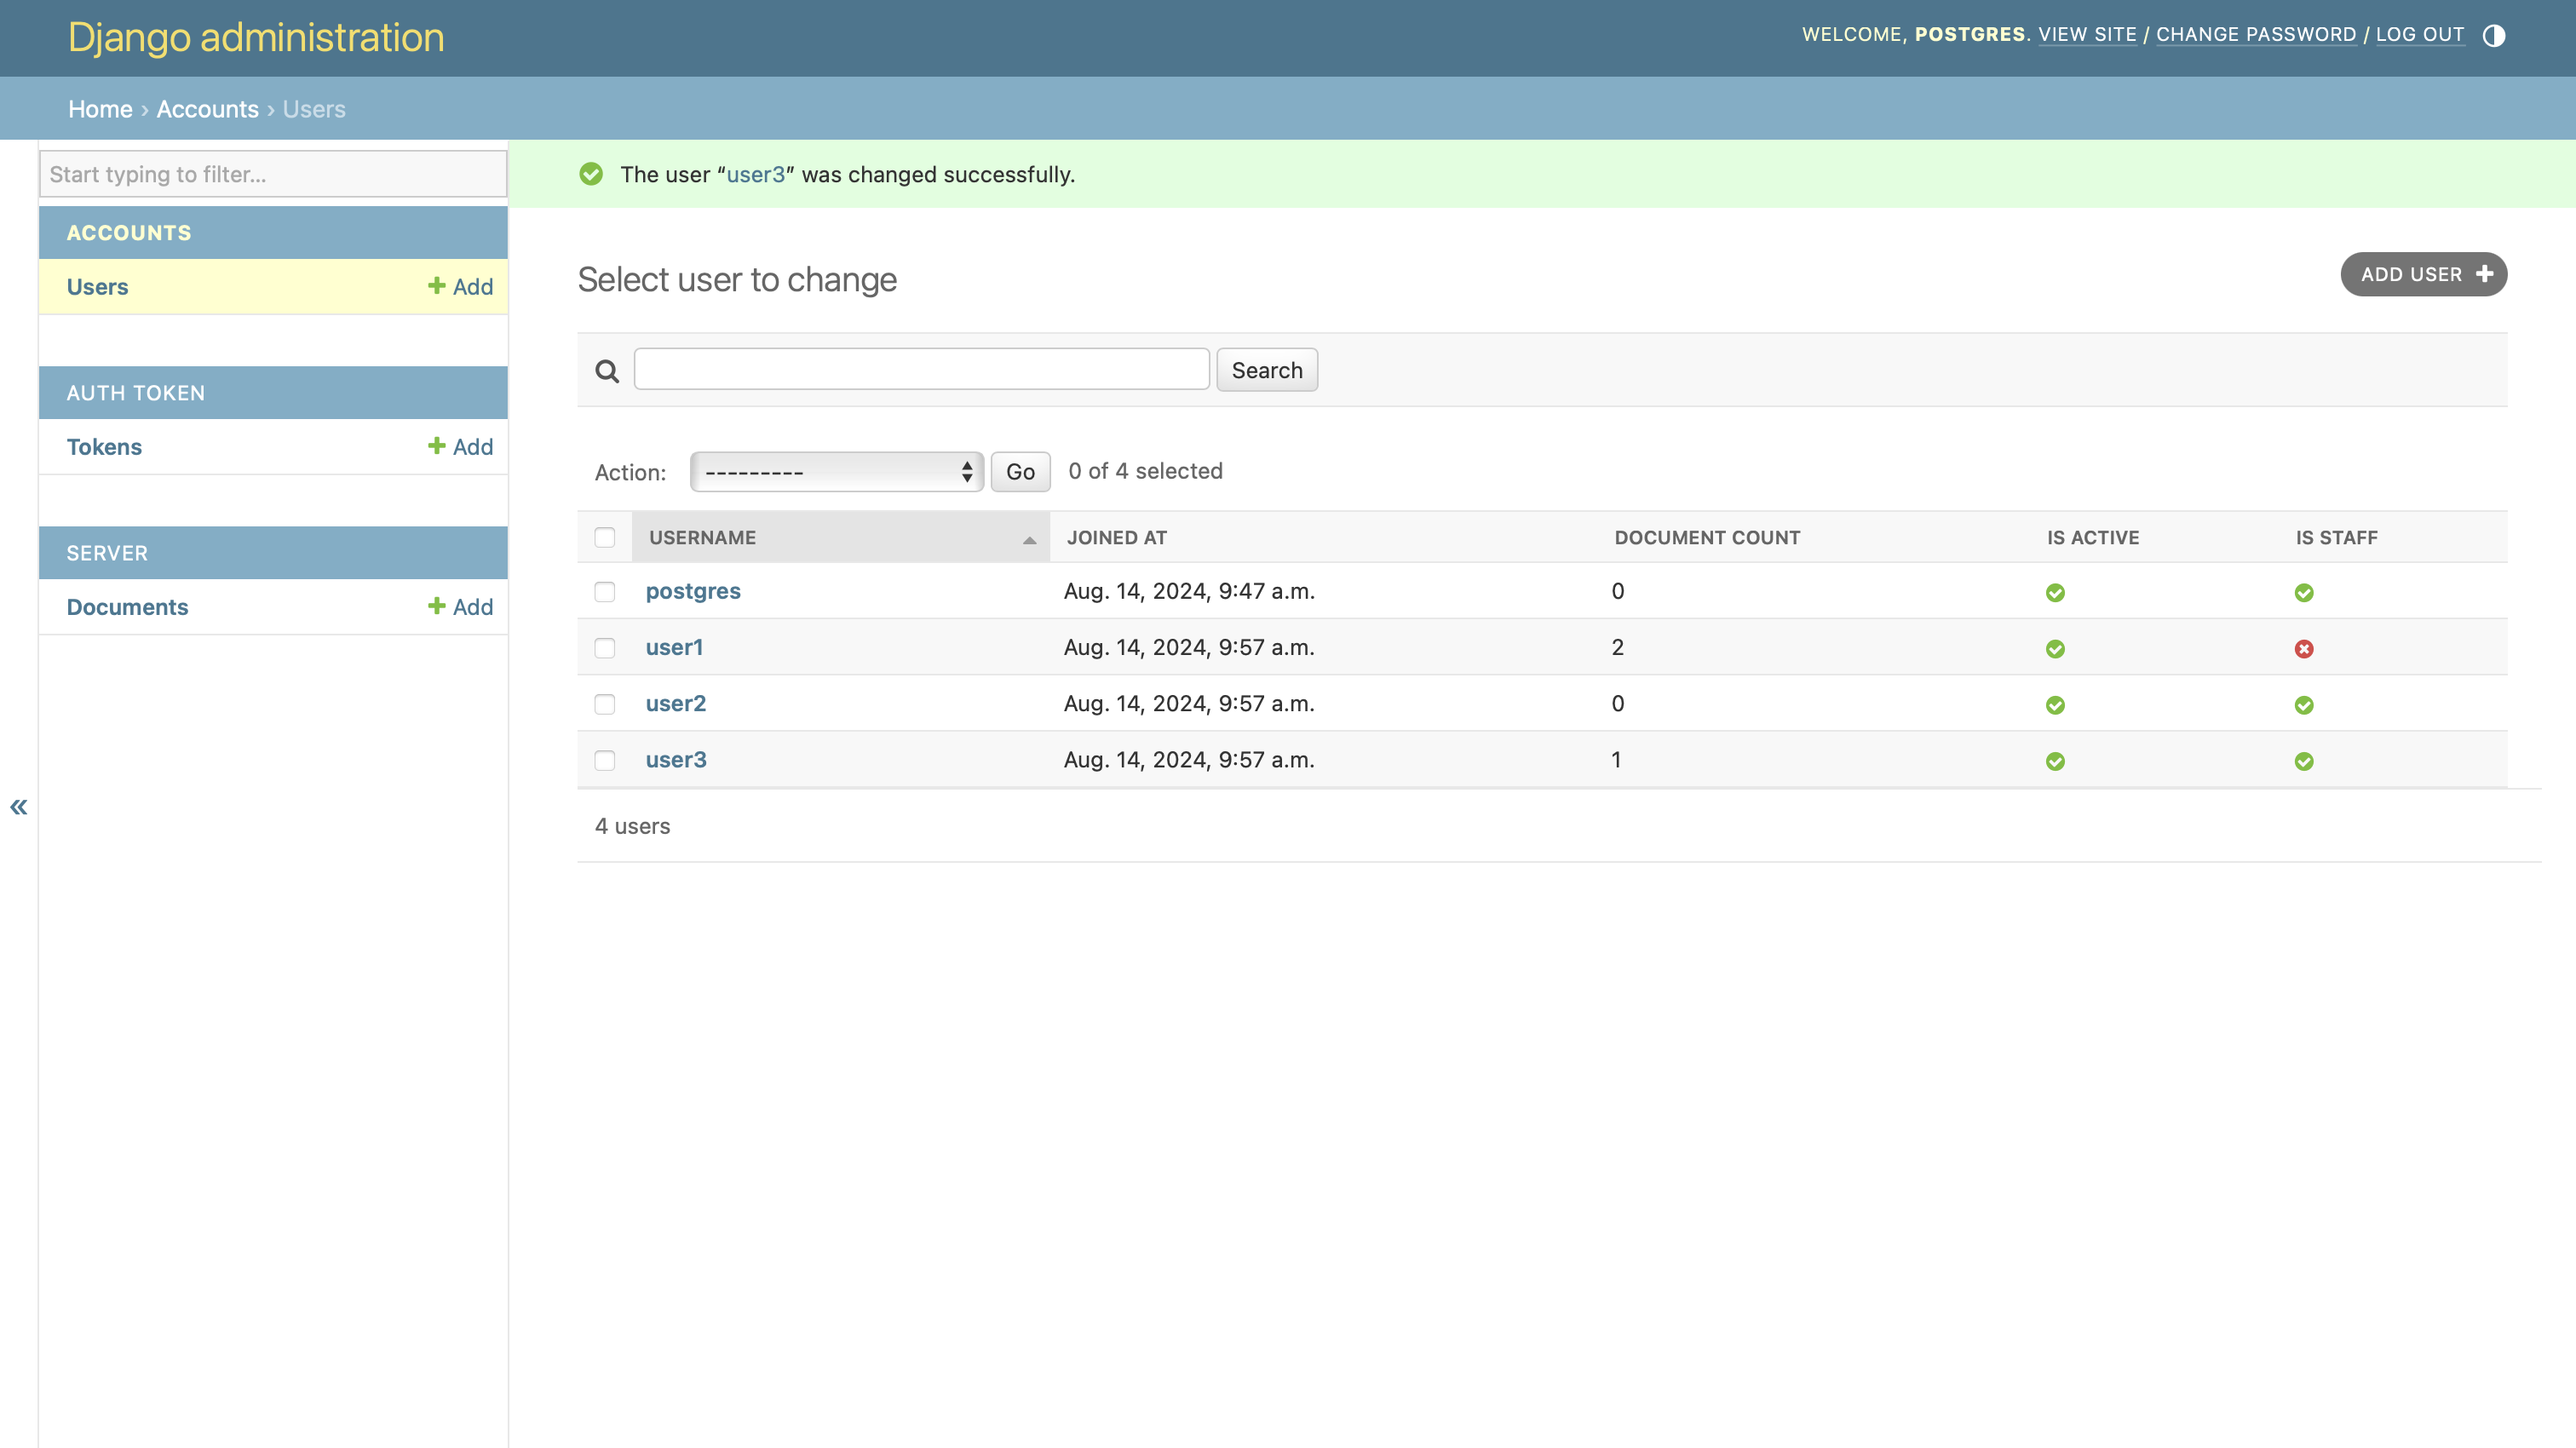 Django administration
WELCOME, POSTGRES. VIEW SITE / CHANGE PASSWORD / LOG OUT
Home › Accounts › Users
Start typing to filter...
ACCOUNTS
Users + Add
AUTH TOKEN
Tokens + Add
SERVER
Documents + Add
«
The user “user3” was changed successfully.
Select user to change
ADD USER +
Search
Action: --------- Go 0 of 4 selected
USERNAME JOINED AT DOCUMENT COUNT IS ACTIVE IS STAFF
postgres Aug. 14, 2024, 9:47 a.m. 0
user1 Aug. 14, 2024, 9:57 a.m. 2
user2 Aug. 14, 2024, 9:57 a.m. 0
user3 Aug. 14, 2024, 9:57 a.m. 1
4 users